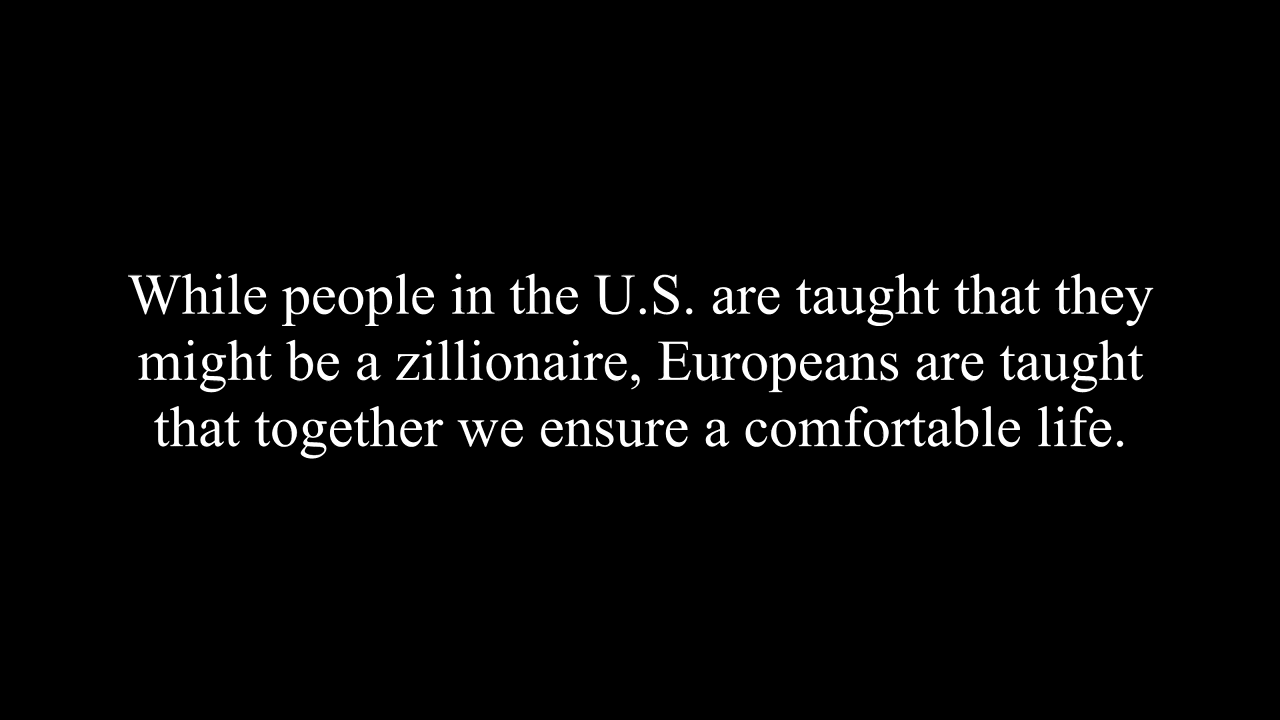 While people in the U.S. are taught that they
might be a zillionaire, Europeans are taught
that together we ensure a comfortable life.